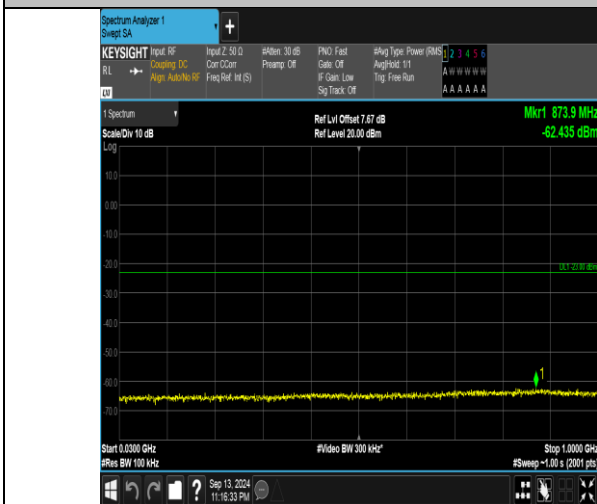 Spectrum Analyzer 1
Swept SA
+
KEYSIGHT Input: RF Input Z: 50 Ω #Atten: 30 dB PNO: Fast #Avg Type: Power (RMS 1 2 3 4 5 6
RL Coupling: DC Corr CCorr Preamp: Off Gate: Off Avg|Hold: 1/1 A W W W W W
Align: Auto/No RF Freq Ref: Int (S) IF Gain: Low Trig: Free Run
Sig Track: Off A A A A A A
LXI
1 Spectrum Ref Lvl Offset 7.67 dB Mkr1 873.9 MHz
Scale/Div 10 dB Ref Level 20.00 dBm -62.435 dBm
Log
10.0
0.00
-10.0
-20.0
DL1 -23.00 dBm
-30.0
-40.0
-50.0
1
-60.0
-70.0
Start 0.0300 GHz #Video BW 300 kHz* Stop 1.0000 GHz
#Res BW 100 kHz #Sweep ~1.00 s (2001 pts)
? Sep 13, 2024
11:16:33 PM